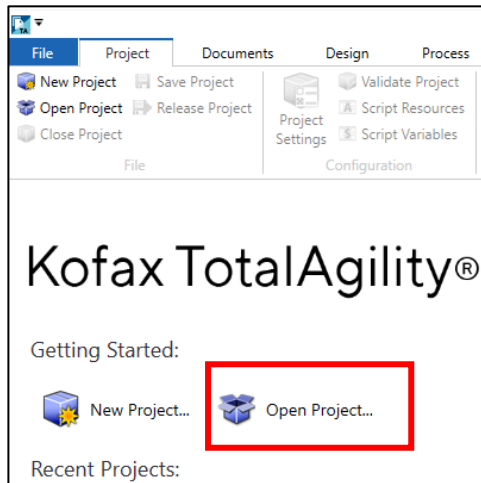 TA
File Project Documents Design Process
New Project Save Project
Open Project Release Project
Close Project
File
Project Settings
Validate Project
Script Resources
Script Variables
Configuration
Kofax TotalAgility®
Getting Started:
New Project... Open Project...
Recent Projects: